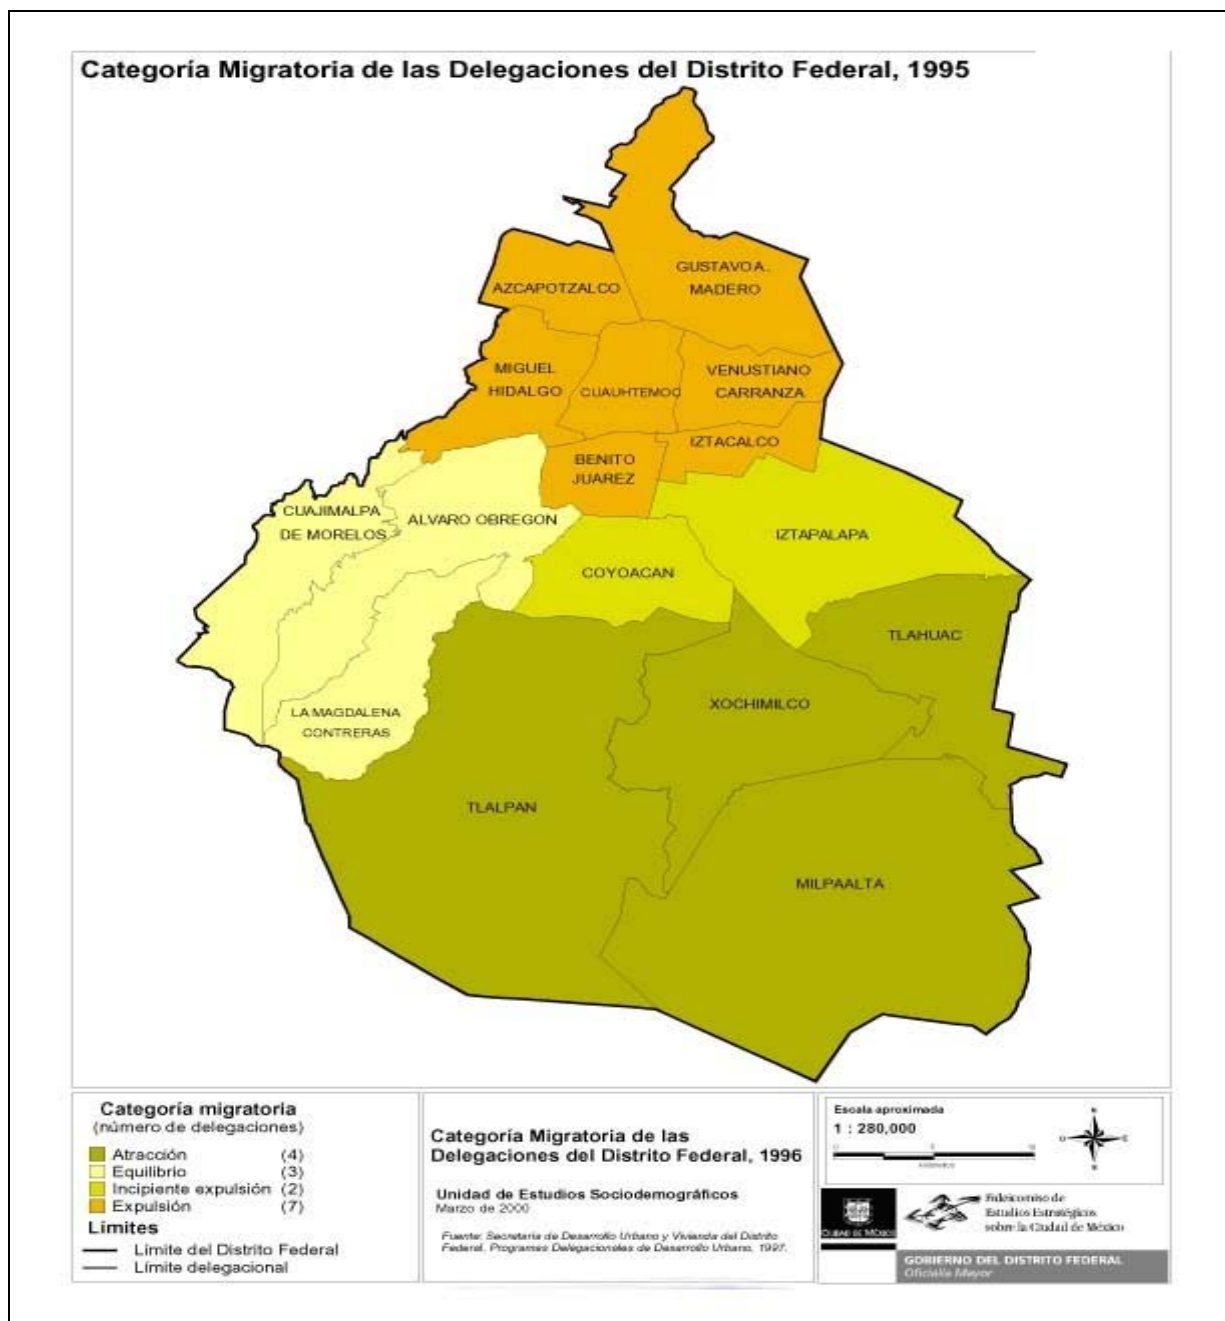 Categoría Migratoria de las Delegaciones del Distrito Federal, 1995
GUSTAVO A.
MADERO
AZCAPOTZALCO
MIGUEL
HIDALGO
CUAUHTEMOC
VENUSTIANO
CARRANZA
IZTACALCO
BENITO
JUAREZ
CUAJIMALPA
DE MORELOS
ALVARO OBREGON
IZTAPALAPA
COYOACAN
TLAHUAC
XOCHIMILCO
LA MAGDALENA
CONTRERAS
TLALPAN
MILPAALTA
Categoría migratoria
(número de delegaciones)
Atracción (4)
Equilibrio (3)
Incipiente expulsión (2)
Expulsión (7)
Límites
Límite del Distrito Federal
Límite delegacional
Categoría Migratoria de las
Delegaciones del Distrito Federal, 1996
Unidad de Estudios Sociodemográficos
Marzo de 2000
Fuente: Secretaría de Desarrollo Urbano y Vivienda del Distrito
Federal, Programas Delegacionales de Desarrollo Urbano, 1997.
Escala aproximada
1 : 280,000
N
O E
S
CIUDAD DE MÉXICO
Fideicomiso de
Estudios Estratégicos
sobre la Ciudad de México
GOBIERNO DEL DISTRITO FEDERAL
Oficialía Mayor